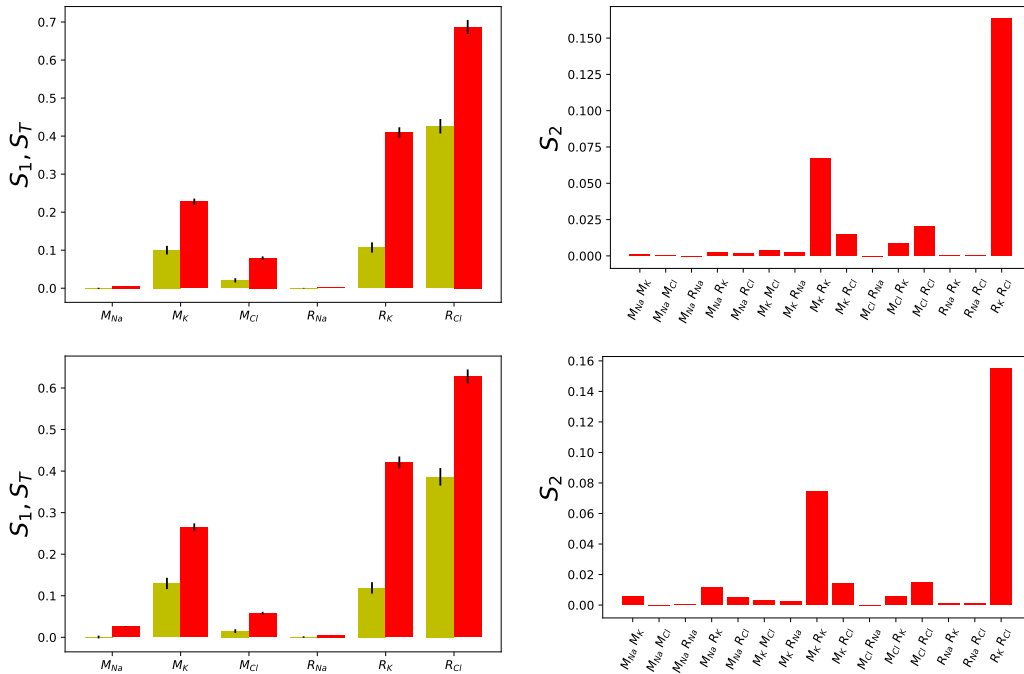 S1, ST
0.7
0.6
0.5
0.4
0.3
0.2
0.1
0.0
MNa
MK
MCl
RNa
RK
RCl
S2
0.150
0.125
0.100
0.075
0.050
0.025
0.000
MNa MK
MNa MCl
MNa RNa
MNa RK
MNa RCl
MK MCl
MK RNa
MK RK
MK RCl
MCl RNa
MCl RK
MCl RCl
RNa RK
RNa RCl
RK RCl
S1, ST
0.6
0.5
0.4
0.3
0.2
0.1
0.0
MNa
MK
MCl
RNa
RK
RCl
S2
0.16
0.14
0.12
0.10
0.08
0.06
0.04
0.02
0.00
MNa MK
MNa MCl
MNa RNa
MNa RK
MNa RCl
MK MCl
MK RNa
MK RK
MK RCl
MCl RNa
MCl RK
MCl RCl
RNa RK
RNa RCl
RK RCl